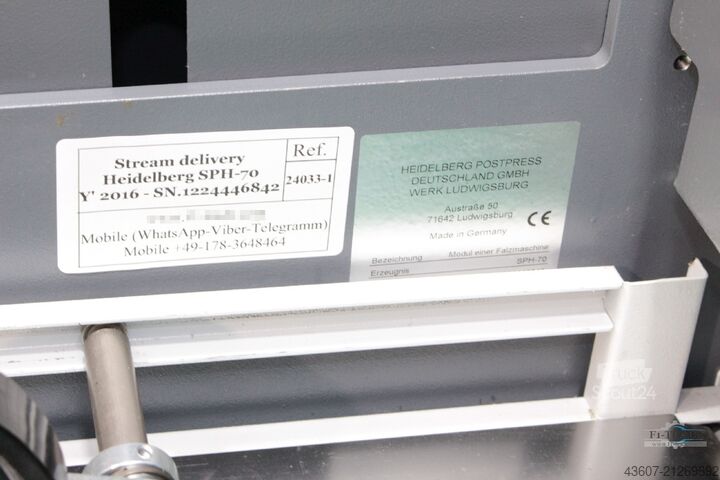 Stream delivery
Heidelberg SPH-70
Y' 2016 - SN.1224446842
Ref.
24033-1
Mobile (WhatsApp-Viber-Telegramm)
Mobile +49-178-3648464
HEIDELBERG POSTPRESS
DEUTSCHLAND GMBH
WERK LUDWIGSBURG
Austraße 50
71642 Ludwigsburg
CE
Made in Germany
Bezeichnung Modul einer Falzmaschine
Erzeugnis SPH-70
Truck
Scout24
43607-21269592